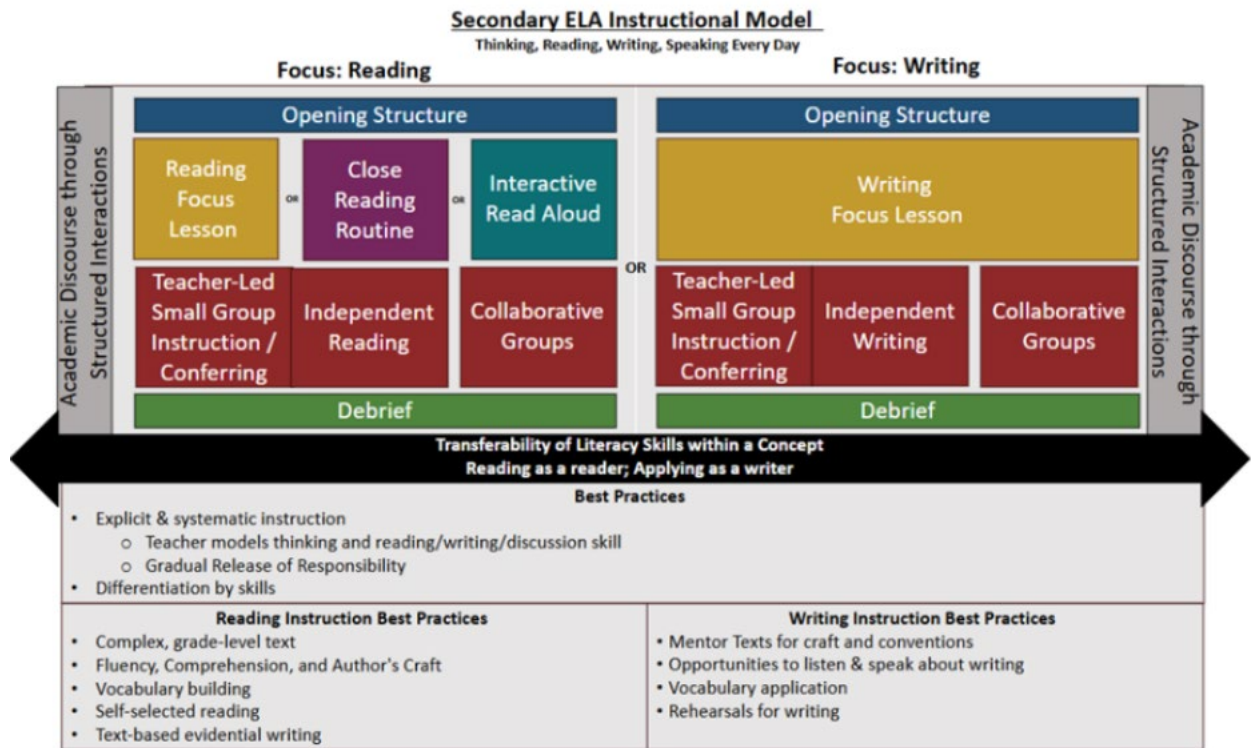 Secondary ELA Instructional Model
Thinking, Reading, Writing, Speaking Every Day
Focus: Reading
Focus: Writing
Academic Discourse through
Structured Interactions
Opening Structure
Reading
Focus
Lesson
OR
Close
Reading
Routine
OR
Interactive
Read Aloud
Teacher-Led
Small Group
Instruction /
Conferring
Independent
Reading
Collaborative
Groups
Debrief
OR
Opening Structure
Writing
Focus Lesson
Teacher-Led
Small Group
Instruction /
Conferring
Independent
Writing
Collaborative
Groups
Debrief
Academic Discourse through
Structured Interactions
Transferability of Literacy Skills within a Concept
Reading as a reader; Applying as a writer
Best Practices
• Explicit & systematic instruction
o Teacher models thinking and reading/writing/discussion skill
o Gradual Release of Responsibility
• Differentiation by skills
Reading Instruction Best Practices
• Complex, grade-level text
• Fluency, Comprehension, and Author's Craft
• Vocabulary building
• Self-selected reading
• Text-based evidential writing
Writing Instruction Best Practices
• Mentor Texts for craft and conventions
• Opportunities to listen & speak about writing
• Vocabulary application
• Rehearsals for writing